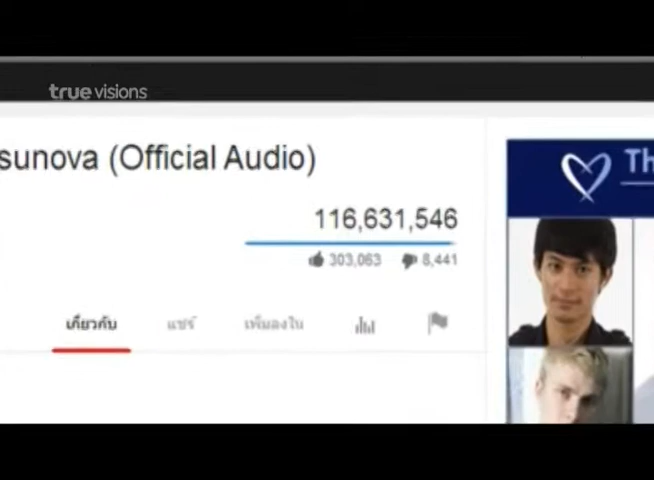 truevisions
sunova (Official Audio)
Th
116,631,546
303,063 8,441
เกี่ยวกับ แชร์ เพิ่มลงใน